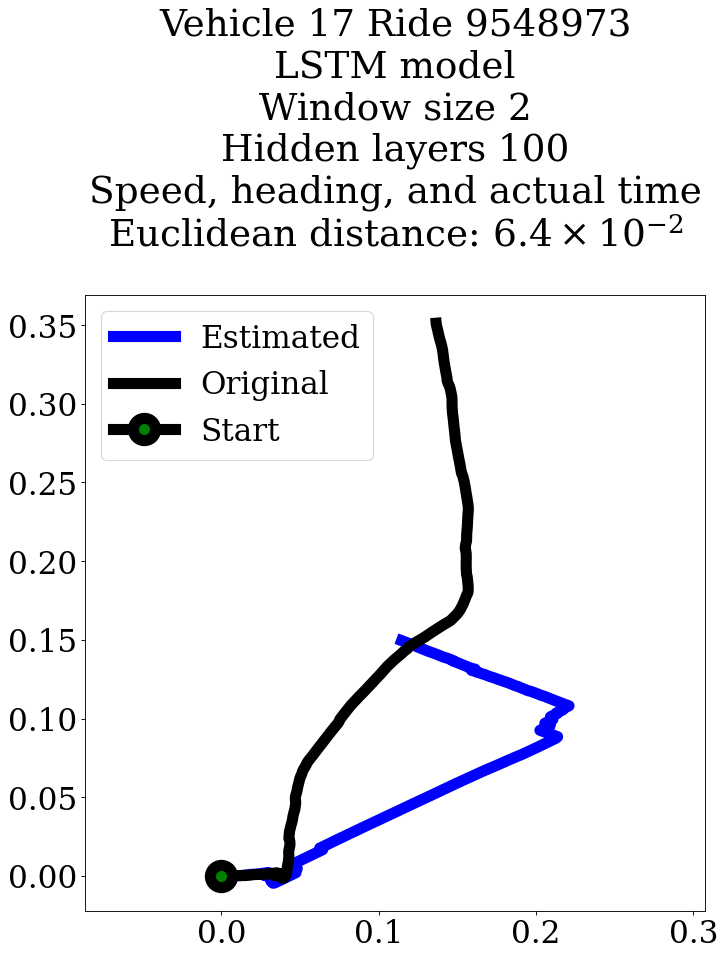 Vehicle 17 Ride 9548973
LSTM model
Window size 2
Hidden layers 100
Speed, heading, and actual time
Euclidean distance: 6.4 × 10⁻²
Estimated
Original
Start
0.35
0.30
0.25
0.20
0.15
0.10
0.05
0.00
0.0 0.1 0.2 0.3